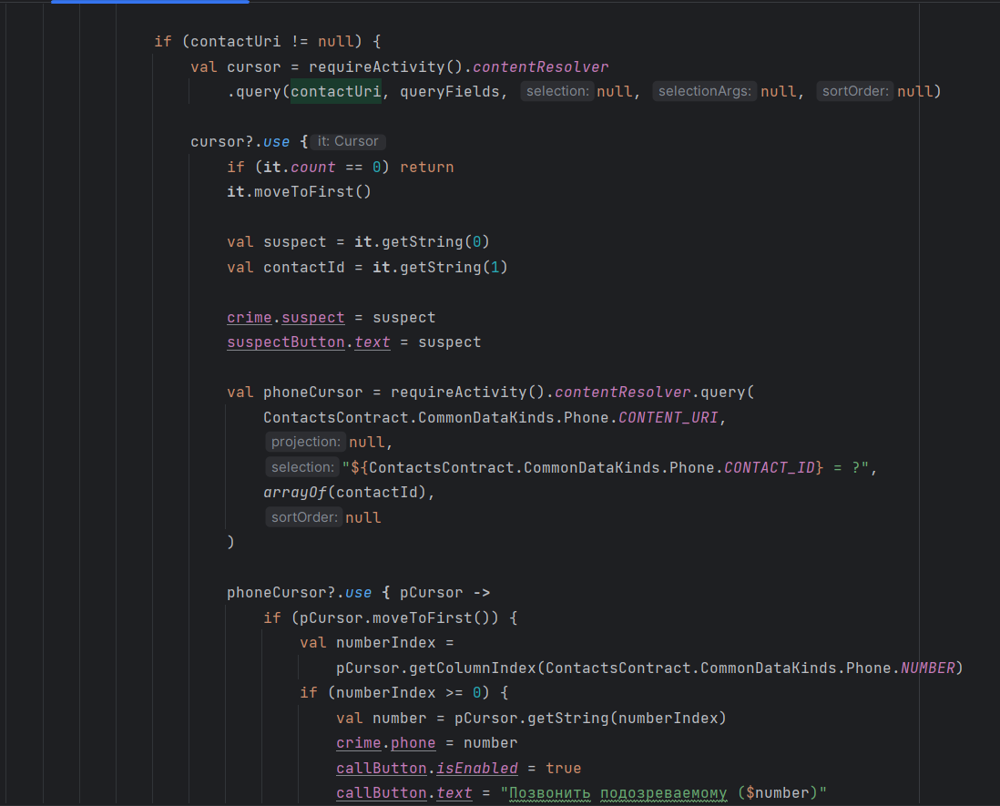 if (contactUri != null) {
val cursor = requireActivity().contentResolver
.query(contactUri, queryFields, selection: null, selectionArgs: null, sortOrder: null)
cursor?.use { it: Cursor
if (it.count == 0) return
it.moveToFirst()
val suspect = it.getString(0)
val contactId = it.getString(1)
crime.suspect = suspect
suspectButton.text = suspect
val phoneCursor = requireActivity().contentResolver.query(
ContactsContract.CommonDataKinds.Phone.CONTENT_URI,
projection: null,
selection: "${ContactsContract.CommonDataKinds.Phone.CONTACT_ID} = ?",
arrayOf(contactId),
sortOrder: null
)
phoneCursor?.use { pCursor ->
if (pCursor.moveToFirst()) {
val numberIndex =
pCursor.getColumnIndex(ContactsContract.CommonDataKinds.Phone.NUMBER)
if (numberIndex >= 0) {
val number = pCursor.getString(numberIndex)
crime.phone = number
callButton.isEnabled = true
callButton.text = "Позвонить подозреваемому ($number)"